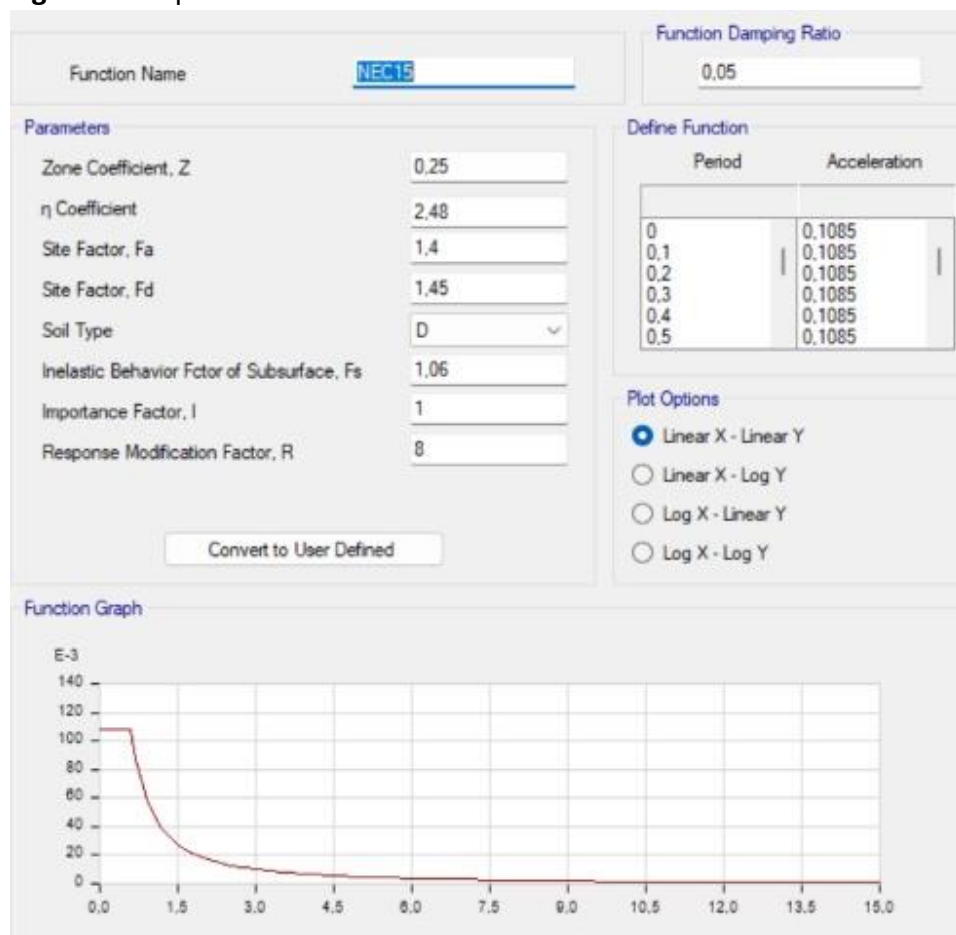 Function Damping Ratio
Function Name NEC15 0,05
Parameters
Zone Coefficient, Z 0,25
η Coefficient 2,48
Site Factor, Fa 1,4
Site Factor, Fd 1,45
Soil Type D
Inelastic Behavior Fctor of Subsurface, Fs 1,06
Importance Factor, I 1
Response Modfication Factor, R 8
Convert to User Defined
Define Function
Period Acceleration
0 0,1085
0,1 0,1085
0,2 0,1085
0,3 0,1085
0,4 0,1085
0,5 0,1085
Plot Options
Linear X - Linear Y
Linear X - Log Y
Log X - Linear Y
Log X - Log Y
Function Graph
E-3
140
120
100
80
60
40
20
0
0,0 1,5 3,0 4,5 6,0 7,5 9,0 10,5 12,0 13,5 15,0